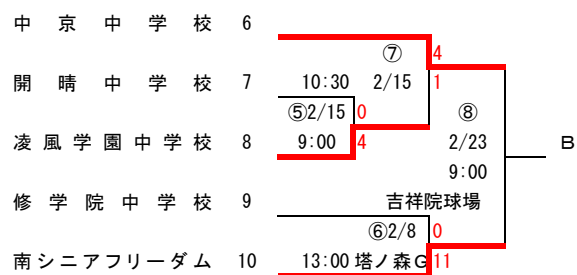 中京中学校 6
⑦ 4
開晴中学校 7 10:30 2/15 1
⑤2/15 0 ⑧
凌風学園中学校 8 9:00 4 2/23 B
9:00
修学院中学校 9 吉祥院球場
⑥2/8 0
南シニアフリーダム 10 13:00 塔ノ森G 11